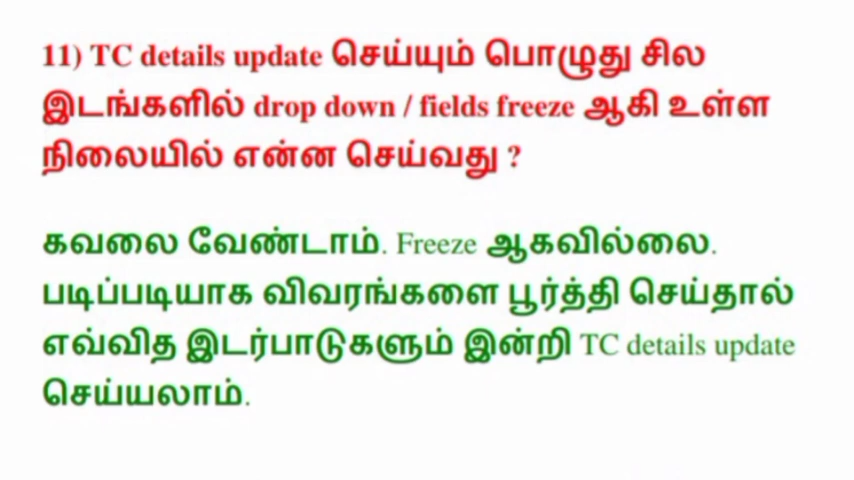 11) TC details update செய்யும் பொழுது சில
இடங்களில் drop down / fields freeze ஆகி உள்ள
நிலையில் என்ன செய்வது ?
கவலை வேண்டாம். Freeze ஆகவில்லை.
படிப்படியாக விவரங்களை பூர்த்தி செய்தால்
எவ்வித இடர்பாடுகளும் இன்றி TC details update
செய்யலாம்.